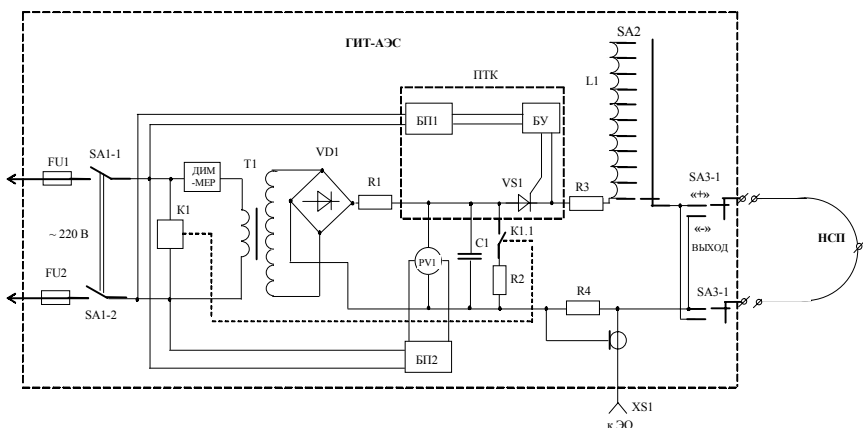 ГИТ-АЭС
SA2
ПТК
L1
БП1
БУ
FU1
SA1-1
ДИМ
-МЕР
T1
VD1
R1
VS1
R3
SA3-1
«+»
K1
~ 220 В
C1
K1.1
«-»
ВЫХОД
НСП
PV1
R2
FU2
R4
SA3-1
SA1-2
БП2
XS1
к ЭО